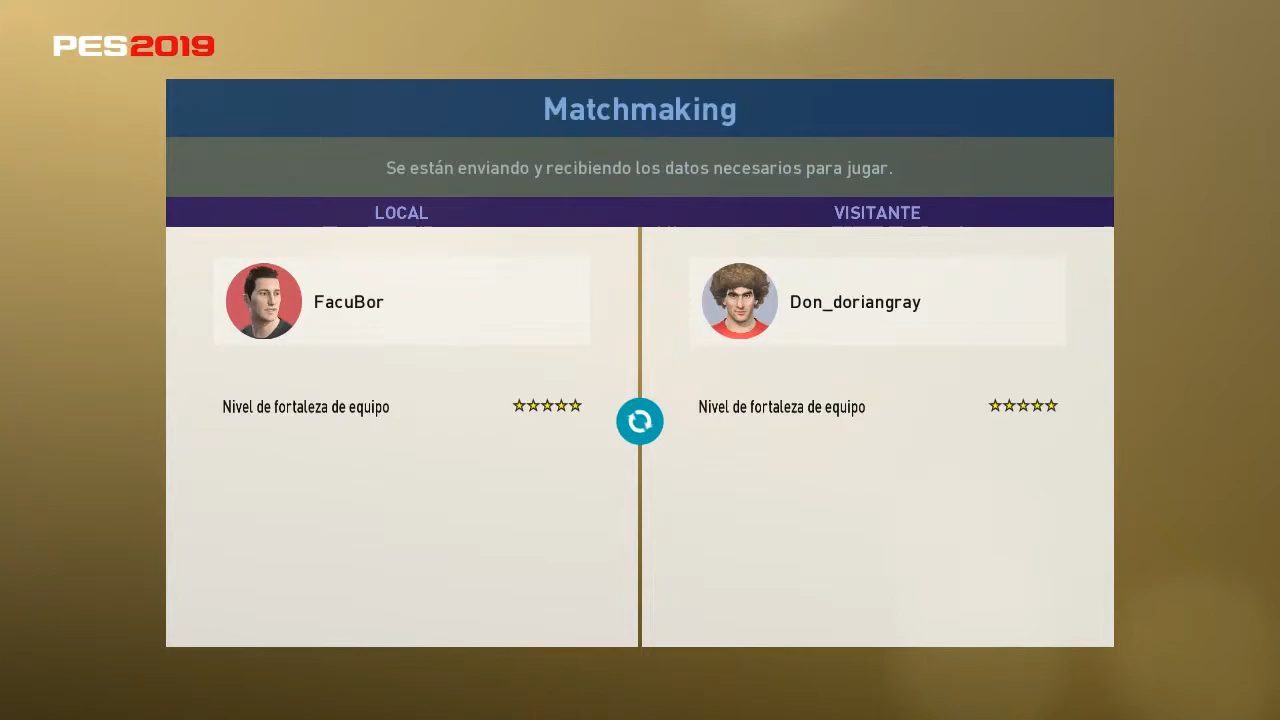 PES2019
Matchmaking
Se están enviando y recibiendo los datos necesarios para jugar.
LOCAL
VISITANTE
FacuBor
Don_doriangray
Nivel de fortaleza de equipo
Nivel de fortaleza de equipo